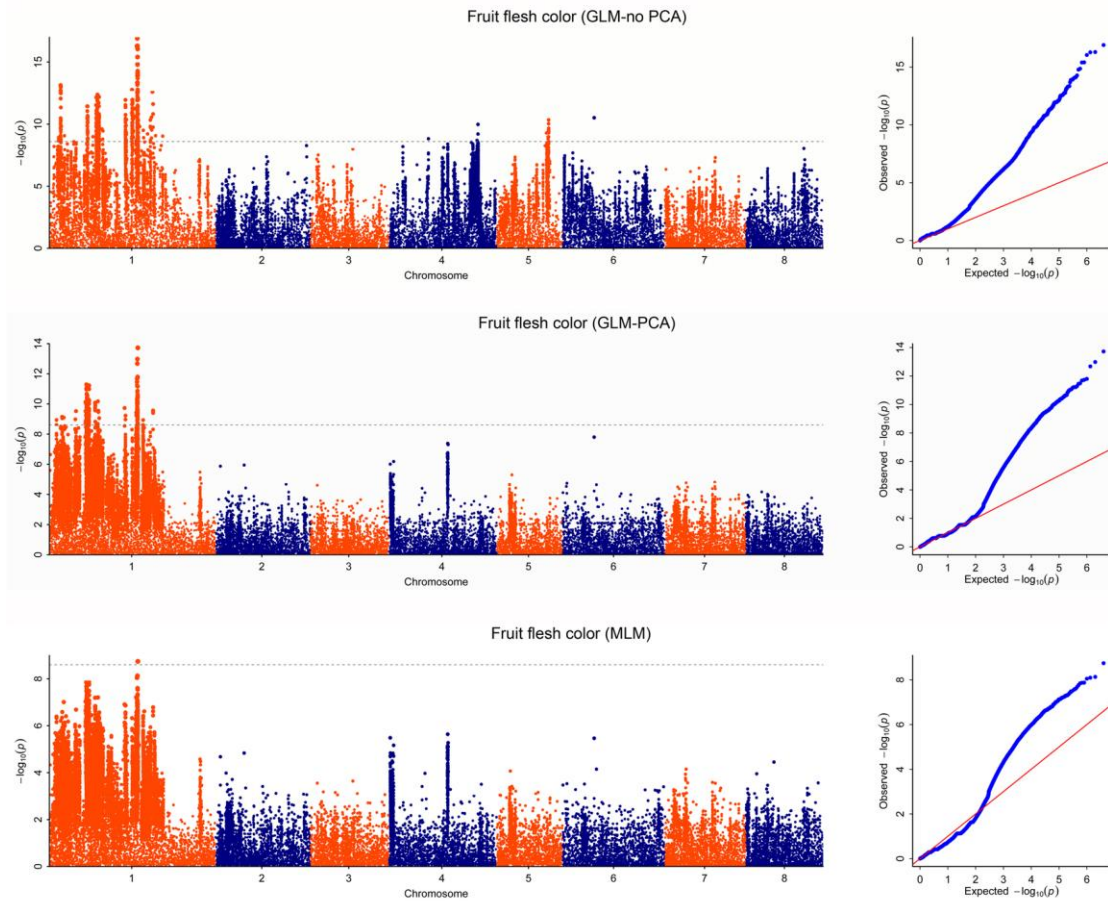 Fruit flesh color (GLM-no PCA)
−log₁₀(p)
15
10
5
0
1 2 3 4 5 6 7 8
Chromosome
Observed −log₁₀(p)
15
10
5
0
0 1 2 3 4 5 6
Expected −log₁₀(p)
Fruit flesh color (GLM-PCA)
−log₁₀(p)
14
12
10
8
6
4
2
0
1 2 3 4 5 6 7 8
Chromosome
Observed −log₁₀(p)
14
12
10
8
6
4
2
0
0 1 2 3 4 5 6
Expected −log₁₀(p)
Fruit flesh color (MLM)
−log₁₀(p)
8
6
4
2
0
1 2 3 4 5 6 7 8
Chromosome
Observed −log₁₀(p)
8
6
4
2
0
0 1 2 3 4 5 6
Expected −log₁₀(p)